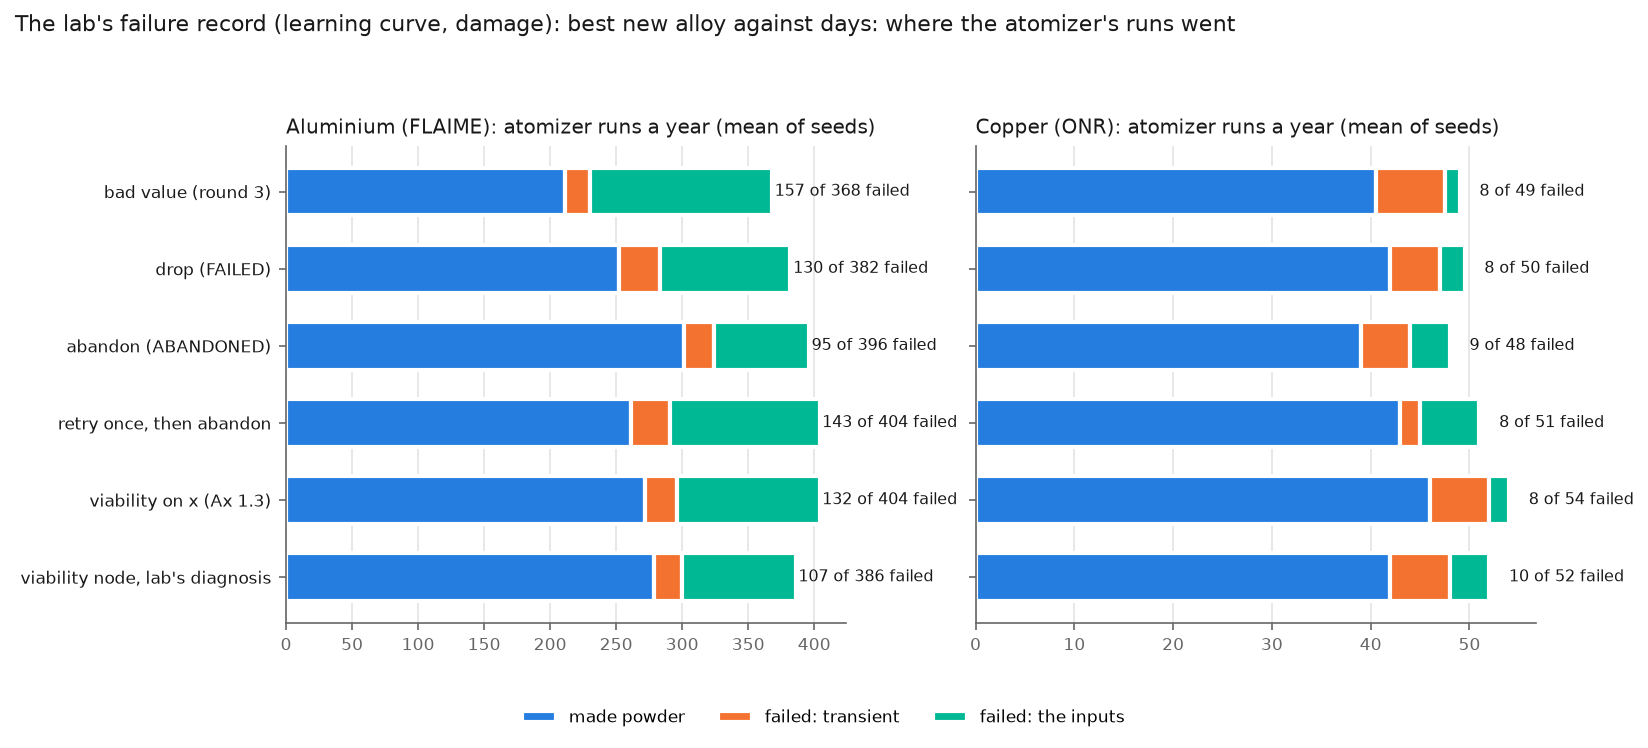 The lab's failure record (learning curve, damage): best new alloy against days: where the atomizer's runs went
Aluminium (FLAIME): atomizer runs a year (mean of seeds)
bad value (round 3)
157 of 368 failed
drop (FAILED)
130 of 382 failed
abandon (ABANDONED)
95 of 396 failed
retry once, then abandon
143 of 404 failed
viability on x (Ax 1.3)
132 of 404 failed
viability node, lab's diagnosis
107 of 386 failed
0 50 100 150 200 250 300 350 400
Copper (ONR): atomizer runs a year (mean of seeds)
8 of 49 failed
8 of 50 failed
9 of 48 failed
8 of 51 failed
8 of 54 failed
10 of 52 failed
0 10 20 30 40 50
made powder failed: transient failed: the inputs